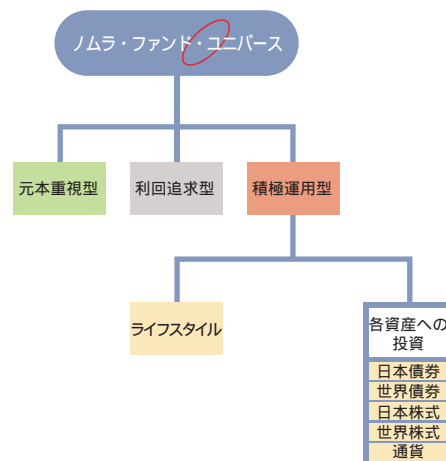 ノムラ・ファンド・ユニバース
元本重視型
利回追求型
積極運用型
ライフスタイル
各資産への
投資
日本債券
世界債券
日本株式
世界株式
通貨